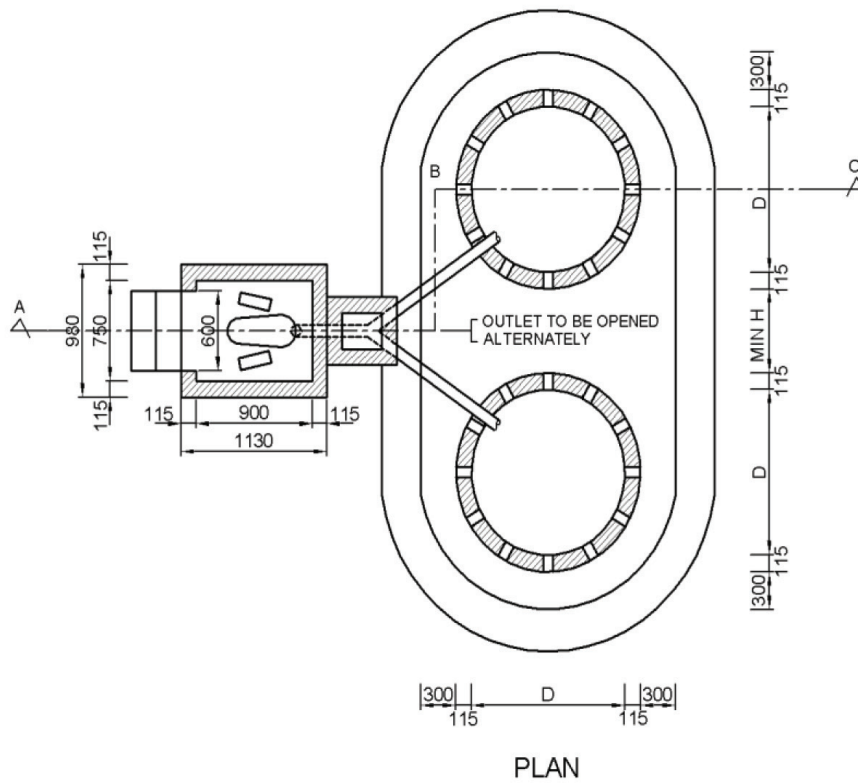 300
115
D
115
MIN H
115
D
115
300
C
B
A
115
980
750
600
115
OUTLET TO BE OPENED
ALTERNATELY
115
900
115
1130
300
D
300
115
115
PLAN